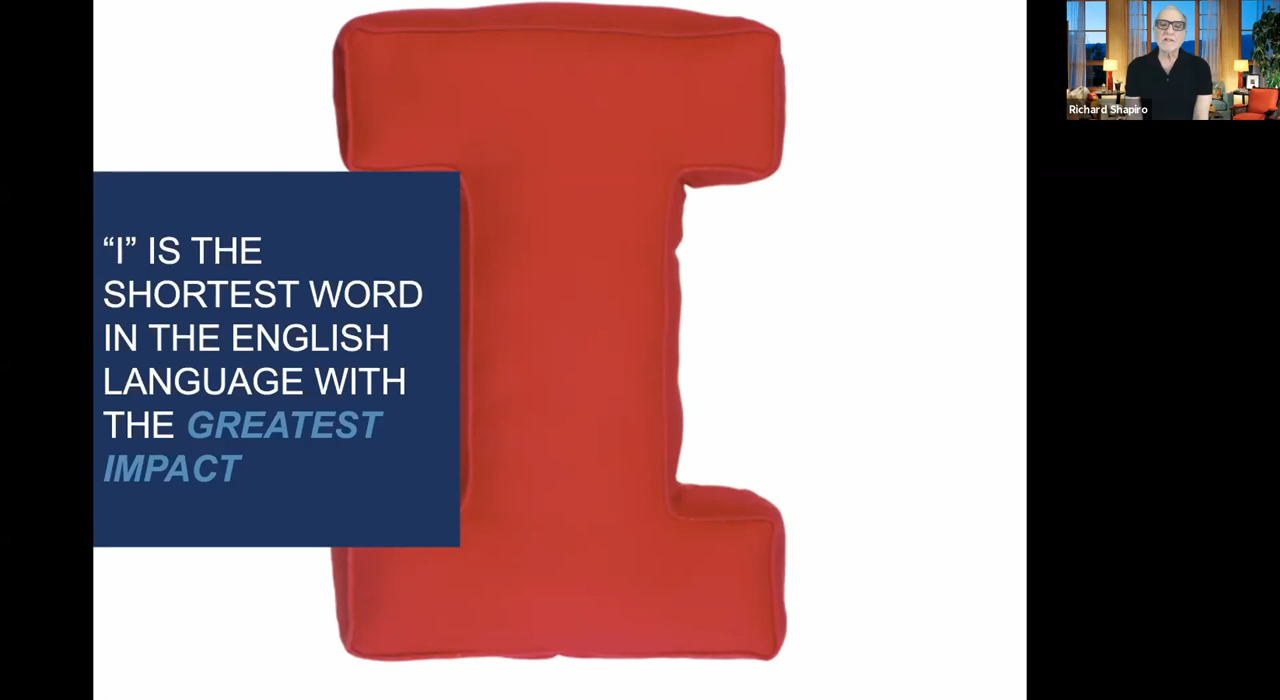 “I” IS THE
SHORTEST WORD
IN THE ENGLISH
LANGUAGE WITH
THE GREATEST
IMPACT
Richard Shapiro